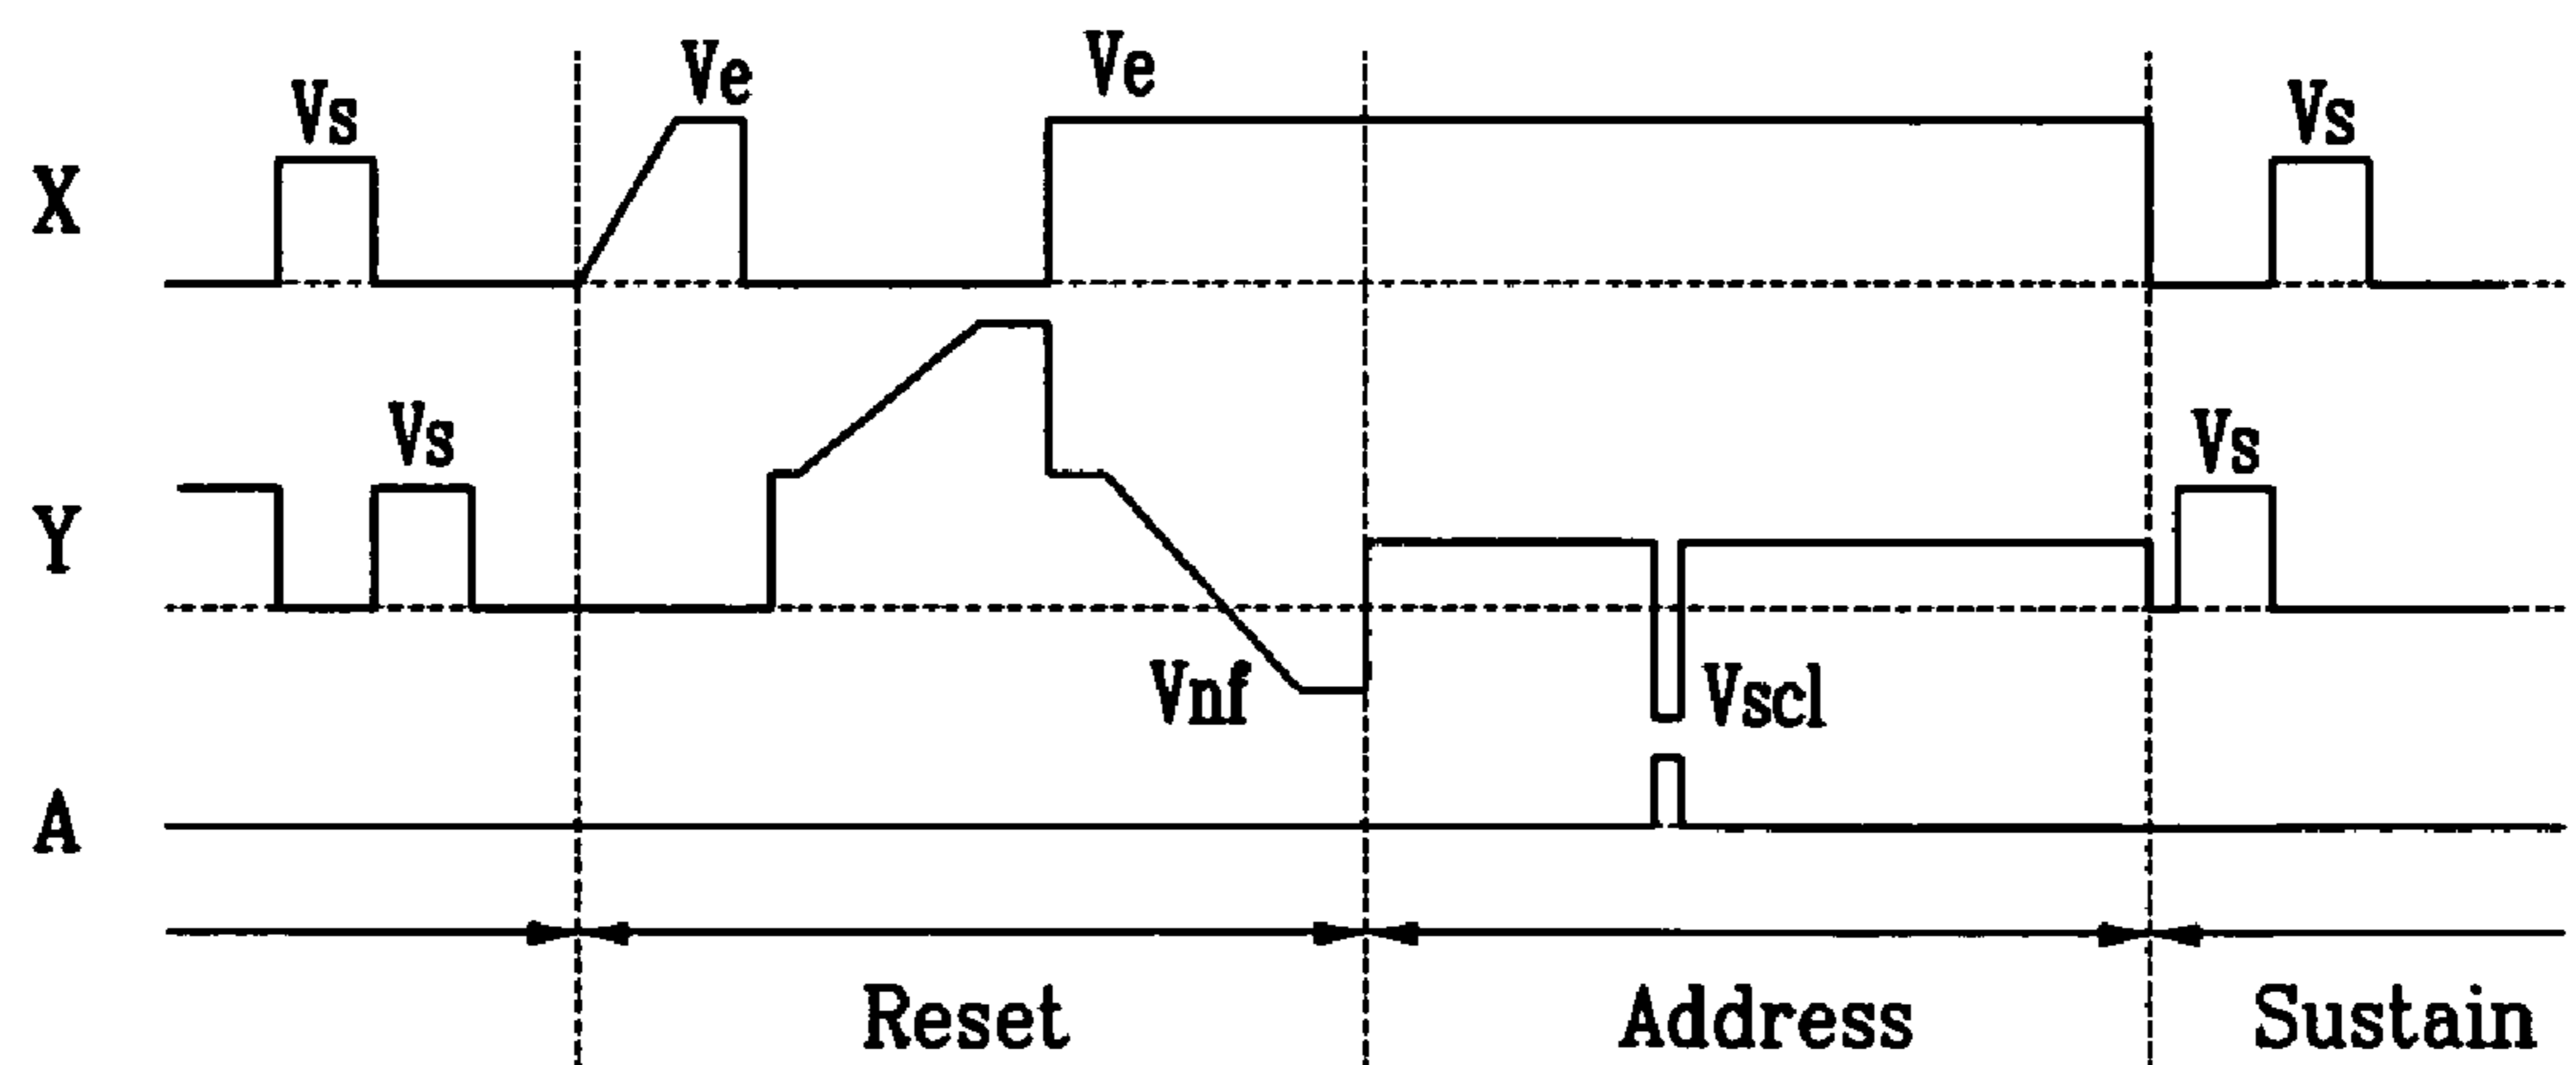 Ve Ve
Vs Vs
X
Vs Vs
Y
Vnf Vscl
A
Reset Address Sustain